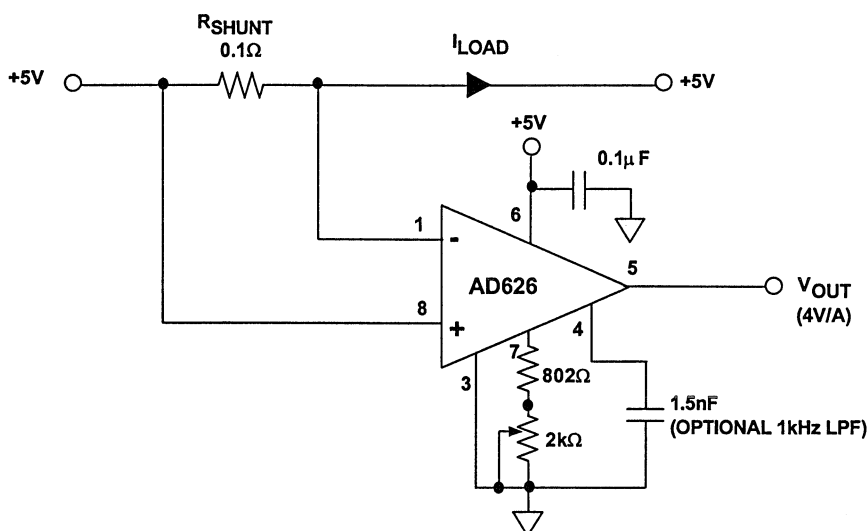 RSHUNT
0.1Ω
ILOAD
+5V
+5V
+5V
0.1μF
1
-
6
5
AD626
VOUT
(4V/A)
8
+
4
7
3
802Ω
1.5nF
(OPTIONAL 1kHz LPF)
2kΩ